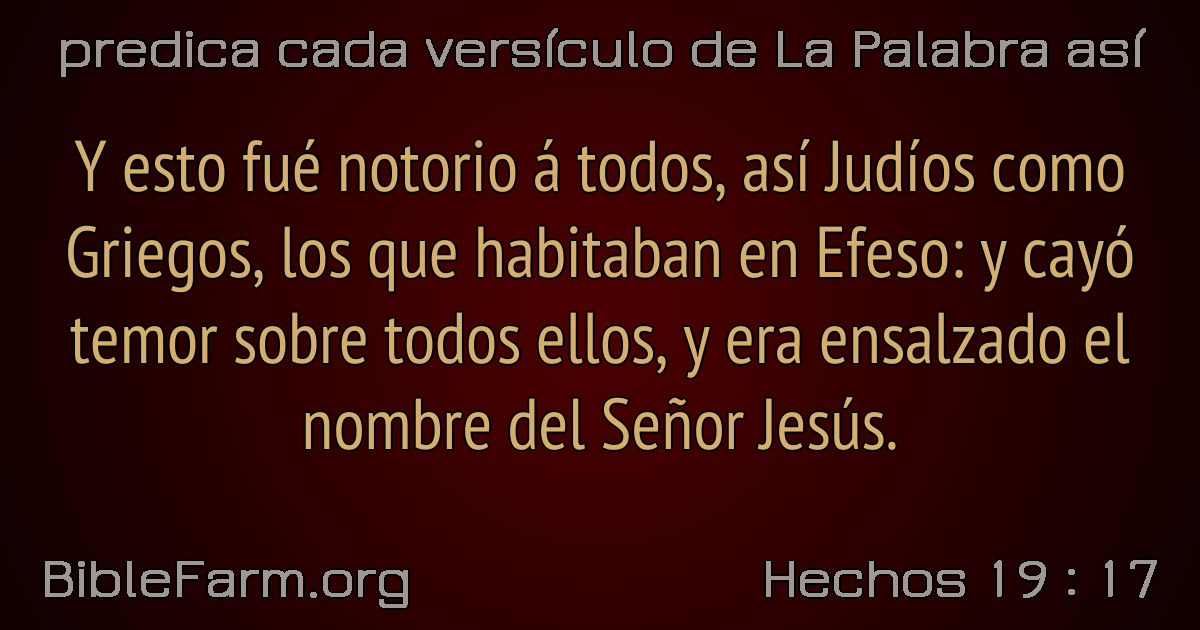 predica cada versículo de La Palabra así
Y esto fué notorio á todos, así Judíos como
Griegos, los que habitaban en Efeso: y cayó
temor sobre todos ellos, y era ensalzado el
nombre del Señor Jesús.
BibleFarm.org
Hechos 19 : 17